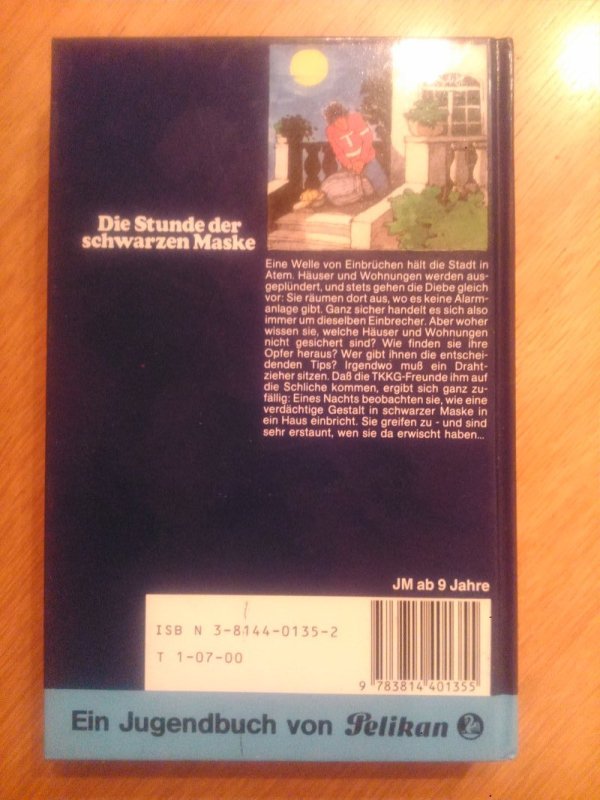 Die Stunde der
schwarzen Maske
Eine Welle von Einbrüchen hält die Stadt in
Atem. Häuser und Wohnungen werden aus-
geplündert, und stets gehen die Diebe gleich
vor: Sie räumen dort aus, wo es keine Alarm-
anlage gibt. Ganz sicher handelt es sich also
immer um dieselben Einbrecher. Aber woher
wissen sie, welche Häuser und Wohnungen
nicht gesichert sind? Wie finden sie ihre
Opfer heraus? Wer gibt ihnen die entschei-
denden Tips? Irgendwo muß ein Draht-
zieher sitzen. Daß die TKKG-Freunde ihm auf
die Schliche kommen, ergibt sich ganz zu-
fällig: Eines Nachts beobachten sie, wie eine
verdächtige Gestalt in schwarzer Maske in
ein Haus einbricht. Sie greifen zu - und sind
sehr erstaunt, wen sie da erwischt haben...
JM ab 9 Jahre
ISB N 3-8144-0135-2
T 1-07-00
9 783814 401355
Ein Jugendbuch von Pelikan